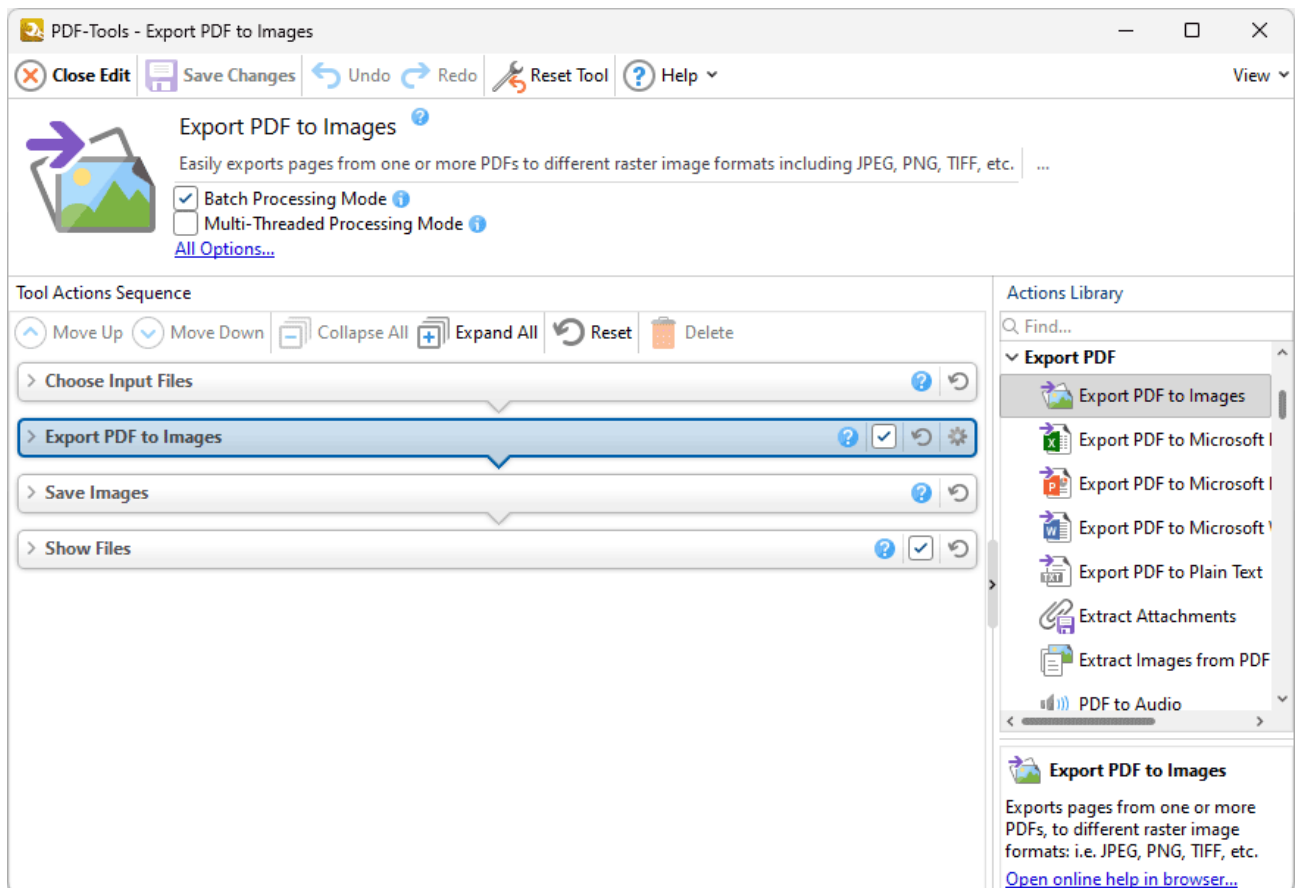 PDF-Tools - Export PDF to Images
Close Edit Save Changes Undo Redo Reset Tool ? Help View
Export PDF to Images ?
Easily exports pages from one or more PDFs to different raster image formats including JPEG, PNG, TIFF, etc. ...
Batch Processing Mode i
Multi-Threaded Processing Mode i
All Options...
Tool Actions Sequence
Move Up Move Down Collapse All Expand All Reset Delete
Choose Input Files ?
Export PDF to Images ?
Save Images ?
Show Files ?
Actions Library
Find...
Export PDF
Export PDF to Images
X Export PDF to Microsoft
P Export PDF to Microsoft
W Export PDF to Microsoft
TXT Export PDF to Plain Text
Extract Attachments
Extract Images from PDF
PDF to Audio
Export PDF to Images
Exports pages from one or more
PDFs, to different raster image
formats: i.e. JPEG, PNG, TIFF, etc.
Open online help in browser...